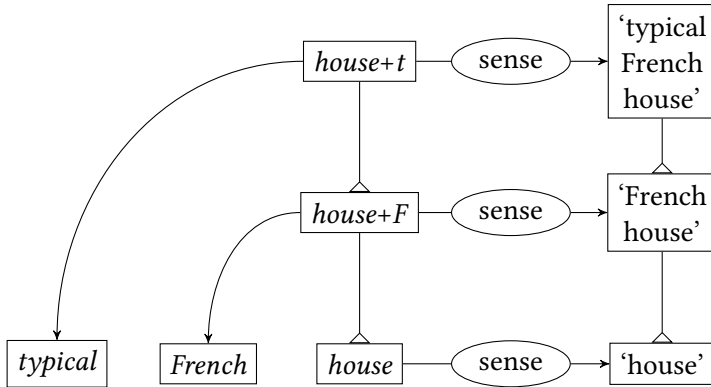 house+t sense ‘typical
French
house’
house+F sense ‘French
house’
typical French house sense ‘house’